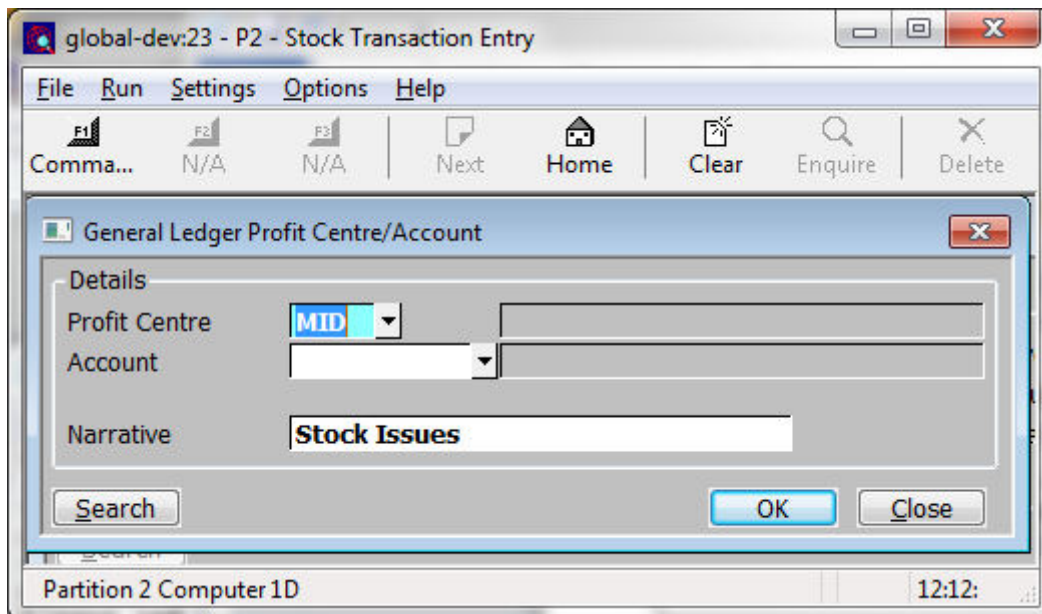 global-dev:23 - P2 - Stock Transaction Entry
File Run Settings Options Help
F1 F2 F3
Comma... N/A N/A Next Home Clear Enquire Delete
General Ledger Profit Centre/Account
Details
Profit Centre MID
Account
Narrative Stock Issues
Search OK Close
Search
Partition 2 Computer 1D 12:12: